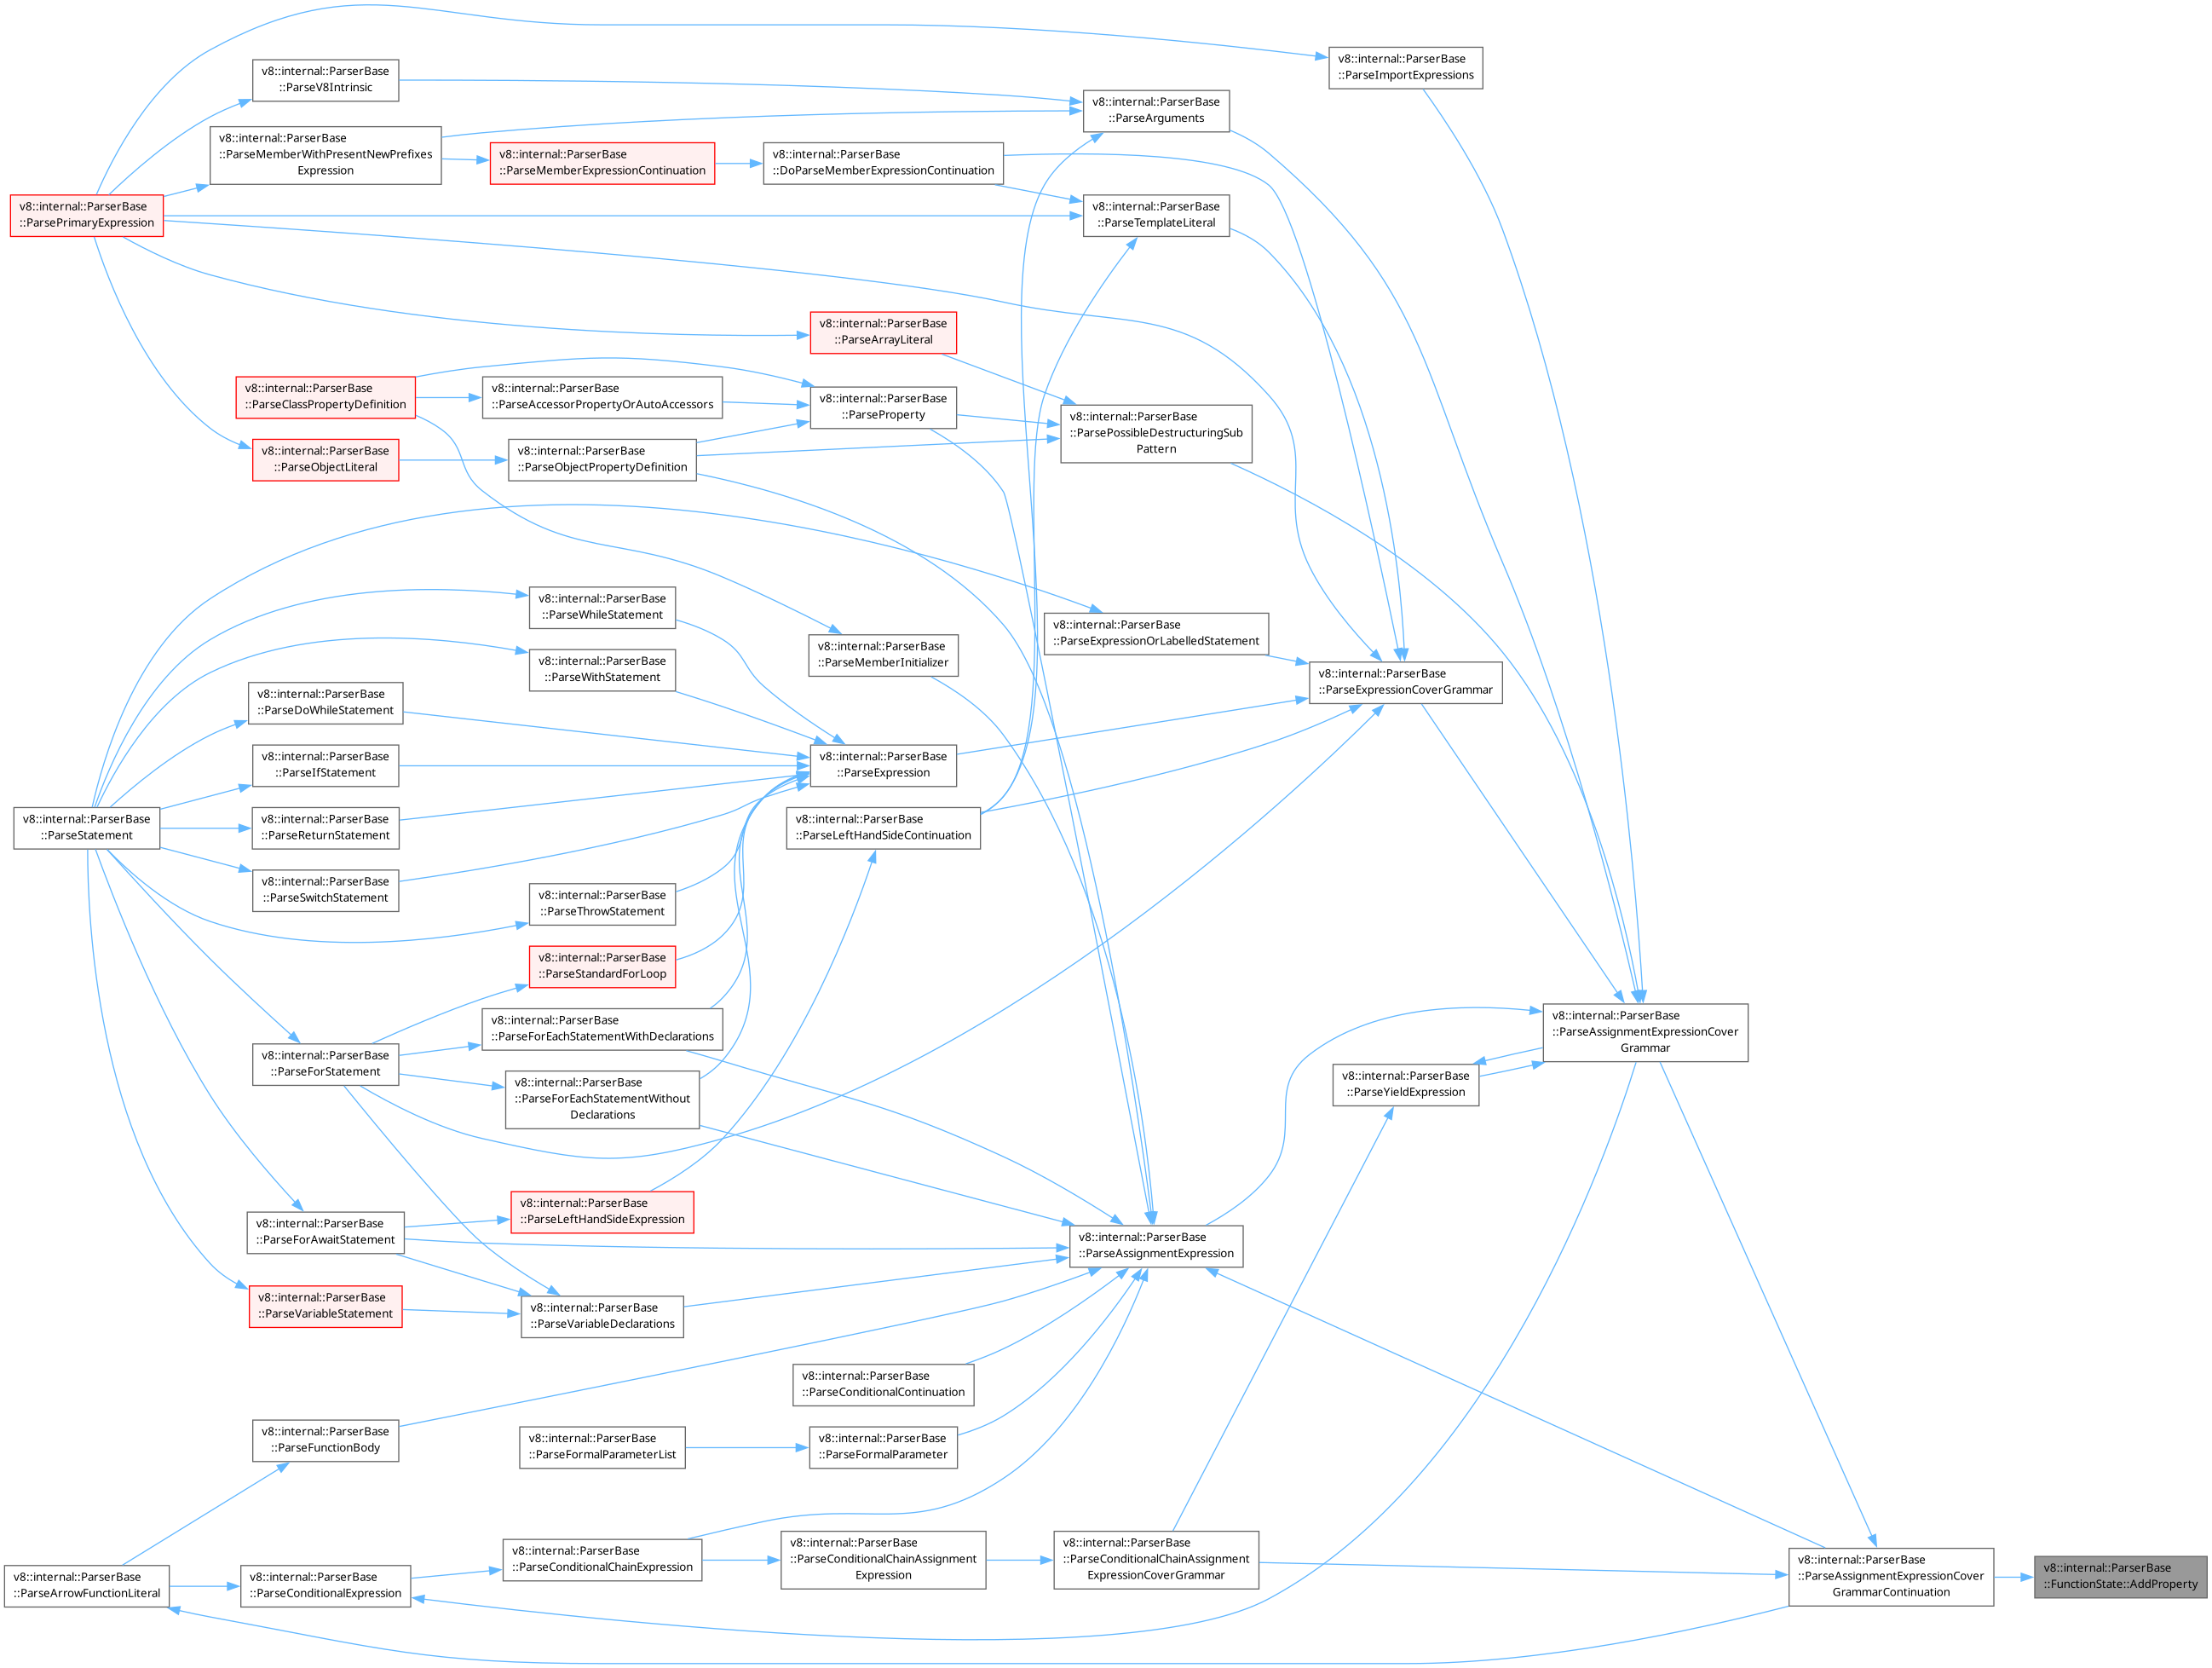 v8::internal::ParserBase
::ParseImportExpressions
v8::internal::ParserBase
::ParseV8Intrinsic
v8::internal::ParserBase
::ParseArguments
v8::internal::ParserBase
::ParseMemberWithPresentNewPrefixes
Expression
v8::internal::ParserBase
::ParseMemberExpressionContinuation
v8::internal::ParserBase
::DoParseMemberExpressionContinuation
v8::internal::ParserBase
::ParsePrimaryExpression
v8::internal::ParserBase
::ParseTemplateLiteral
v8::internal::ParserBase
::ParseArrayLiteral
v8::internal::ParserBase
::ParseClassPropertyDefinition
v8::internal::ParserBase
::ParseAccessorPropertyOrAutoAccessors
v8::internal::ParserBase
::ParseProperty
v8::internal::ParserBase
::ParsePossibleDestructuringSub
Pattern
v8::internal::ParserBase
::ParseObjectLiteral
v8::internal::ParserBase
::ParseObjectPropertyDefinition
v8::internal::ParserBase
::ParseWhileStatement
v8::internal::ParserBase
::ParseExpressionOrLabelledStatement
v8::internal::ParserBase
::ParseMemberInitializer
v8::internal::ParserBase
::ParseWithStatement
v8::internal::ParserBase
::ParseExpressionCoverGrammar
v8::internal::ParserBase
::ParseDoWhileStatement
v8::internal::ParserBase
::ParseIfStatement
v8::internal::ParserBase
::ParseExpression
v8::internal::ParserBase
::ParseStatement
v8::internal::ParserBase
::ParseReturnStatement
v8::internal::ParserBase
::ParseLeftHandSideContinuation
v8::internal::ParserBase
::ParseSwitchStatement
v8::internal::ParserBase
::ParseThrowStatement
v8::internal::ParserBase
::ParseStandardForLoop
v8::internal::ParserBase
::ParseForEachStatementWithDeclarations
v8::internal::ParserBase
::ParseAssignmentExpressionCover
Grammar
v8::internal::ParserBase
::ParseForStatement
v8::internal::ParserBase
::ParseForEachStatementWithout
Declarations
v8::internal::ParserBase
::ParseYieldExpression
v8::internal::ParserBase
::ParseLeftHandSideExpression
v8::internal::ParserBase
::ParseForAwaitStatement
v8::internal::ParserBase
::ParseAssignmentExpression
v8::internal::ParserBase
::ParseVariableStatement
v8::internal::ParserBase
::ParseVariableDeclarations
v8::internal::ParserBase
::ParseConditionalContinuation
v8::internal::ParserBase
::ParseFunctionBody
v8::internal::ParserBase
::ParseFormalParameterList
v8::internal::ParserBase
::ParseFormalParameter
v8::internal::ParserBase
::ParseArrowFunctionLiteral
v8::internal::ParserBase
::ParseConditionalExpression
v8::internal::ParserBase
::ParseConditionalChainExpression
v8::internal::ParserBase
::ParseConditionalChainAssignment
Expression
v8::internal::ParserBase
::ParseConditionalChainAssignment
ExpressionCoverGrammar
v8::internal::ParserBase
::ParseAssignmentExpressionCover
GrammarContinuation
v8::internal::ParserBase
::FunctionState::AddProperty